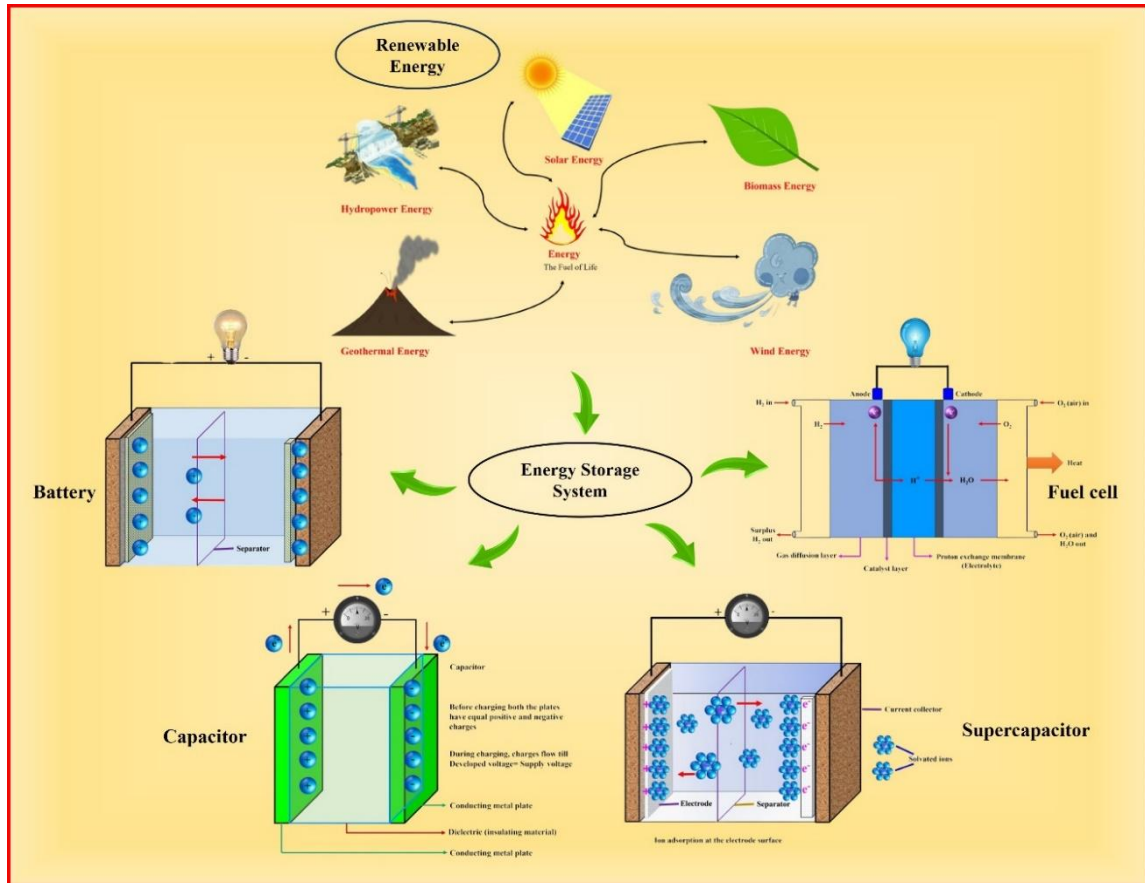 Renewable
Energy
Solar Energy
Biomass Energy
Hydropower Energy
Energy
The Fuel of Life
Geothermal Energy
Wind Energy
+ -
Battery
Separator
Energy Storage
System
Anode
Cathode
H₂ in
O₂ (air) in
H₂
O₂
Heat
H⁺
H₂O
Fuel cell
Surplus
H₂ out
O₂ (air) and
H₂O out
Gas diffusion layer
Catalyst layer
Proton exchange membrane
(Electrolyte)
+ -
Capacitor
Capacitor
Before charging both the plates
have equal positive and negative
charges
During charging, charges flow till
Developed voltage= Supply voltage
Conducting metal plate
Dielectric (insulating material)
Conducting metal plate
+ -
Current collector
Supercapacitor
Solvated ions
+ e⁻
+ e⁻
+ e⁻
+ e⁻
+ e⁻
Electrode
Separator
Ion adsorption at the electrode surface